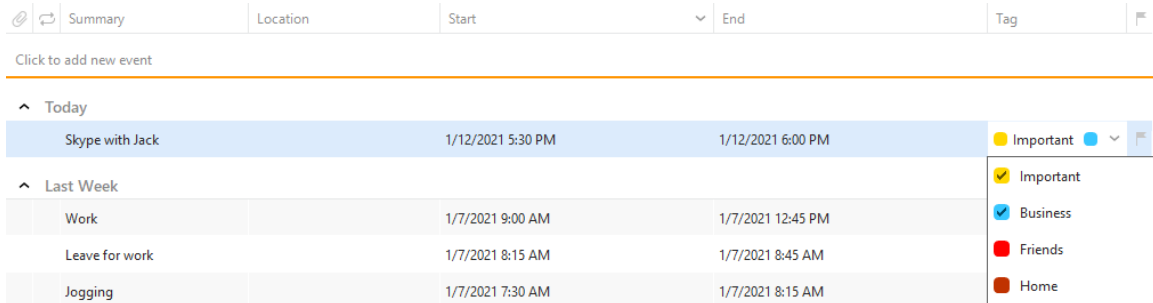 Summary Location Start End Tag
Click to add new event
Today
Skype with Jack 1/12/2021 5:30 PM 1/12/2021 6:00 PM Important
Important
Last Week
Work 1/7/2021 9:00 AM 1/7/2021 12:45 PM Business
Leave for work 1/7/2021 8:15 AM 1/7/2021 8:45 AM Friends
Jogging 1/7/2021 7:30 AM 1/7/2021 8:15 AM Home